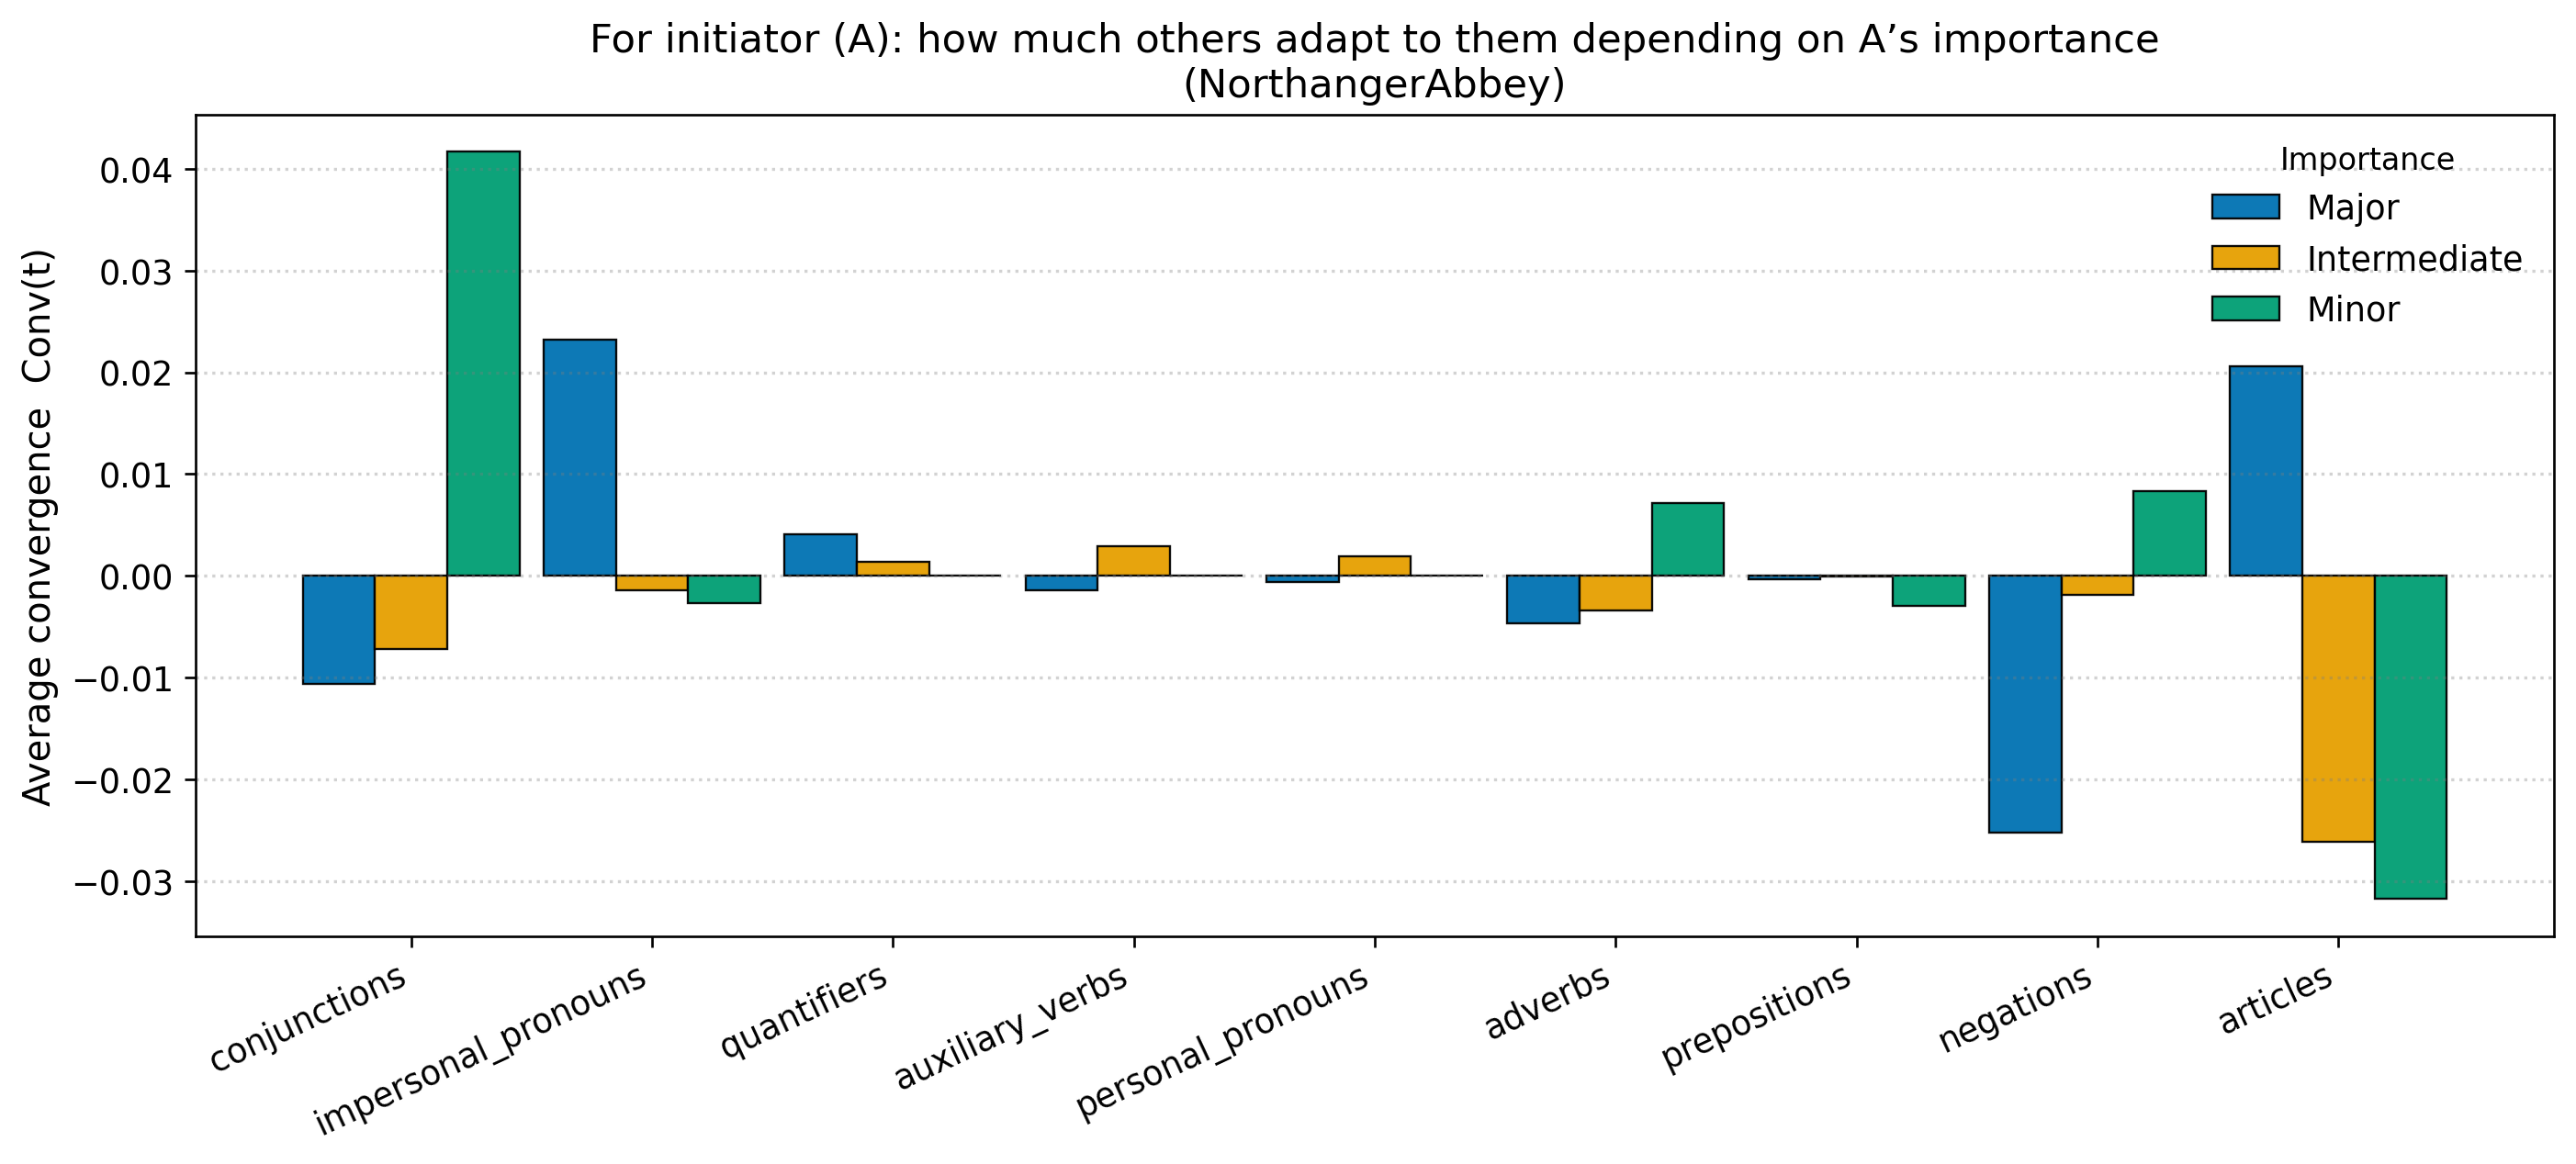 For initiator (A): how much others adapt to them depending on A’s importance
(NorthangerAbbey)
Average convergence  Conv(t)
0.04
0.03
0.02
0.01
0.00
−0.01
−0.02
−0.03
Importance
Major
Intermediate
Minor
conjunctions
impersonal_pronouns
quantifiers
auxiliary_verbs
personal_pronouns
adverbs
prepositions
negations
articles